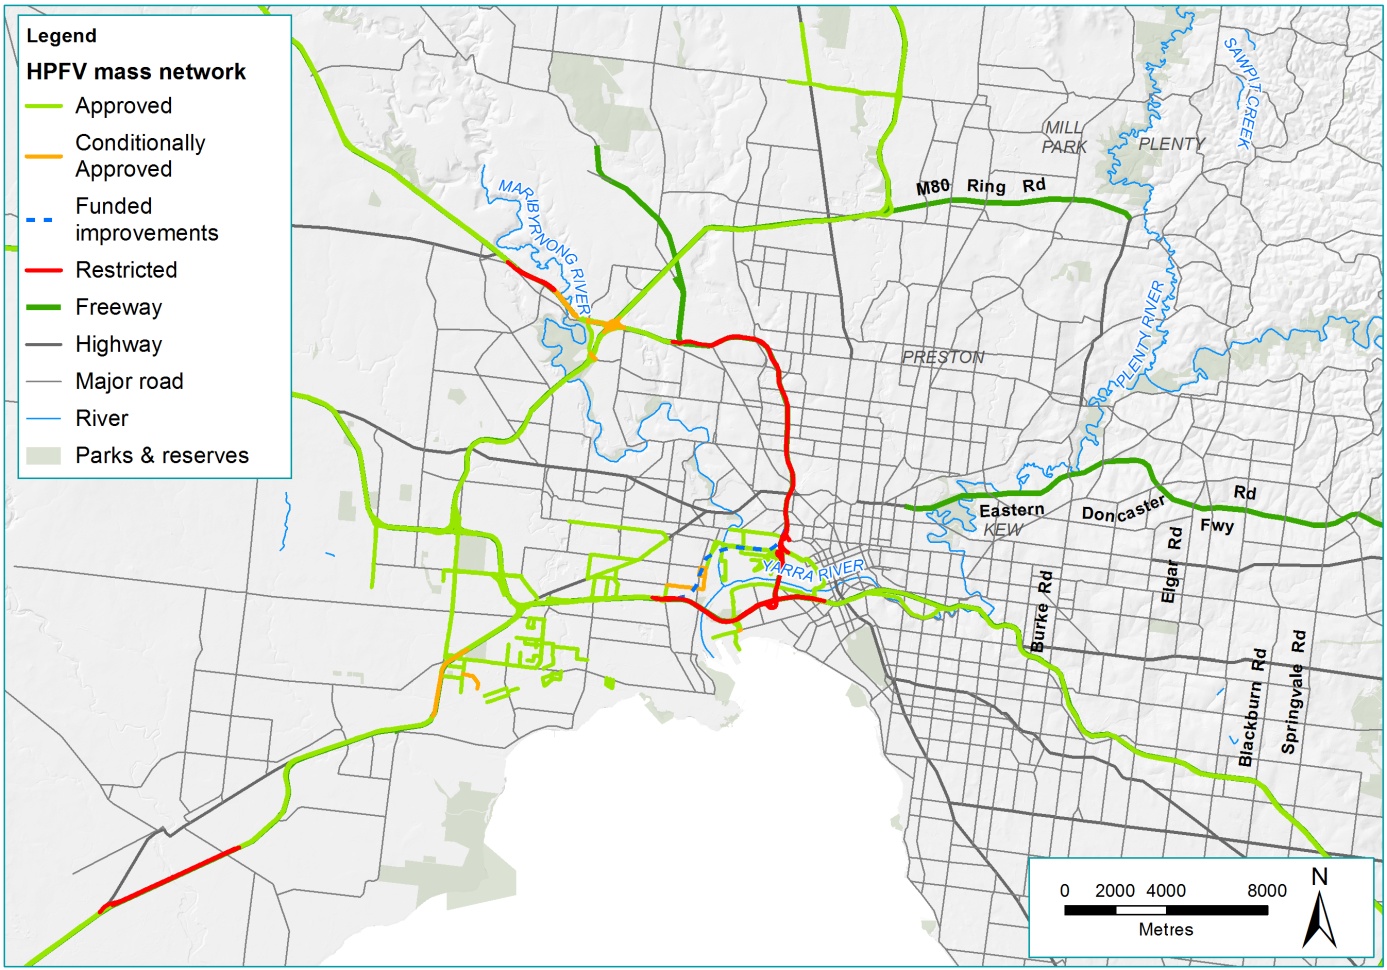 Legend
HPFV mass network
Approved
Conditionally
Approved
Funded
improvements
Restricted
Freeway
Highway
Major road
River
Parks & reserves
SAWPIT CREEK
MILL
PARK
PLENTY
M80 Ring Rd
MARIBYRNONG RIVER
PLENTY RIVER
PRESTON
Eastern
KEW
Doncaster
Rd
Fwy
Elgar Rd
YARRA RIVER
Burke Rd
Blackburn Rd
Springvale Rd
0 2000 4000 8000
Metres
N